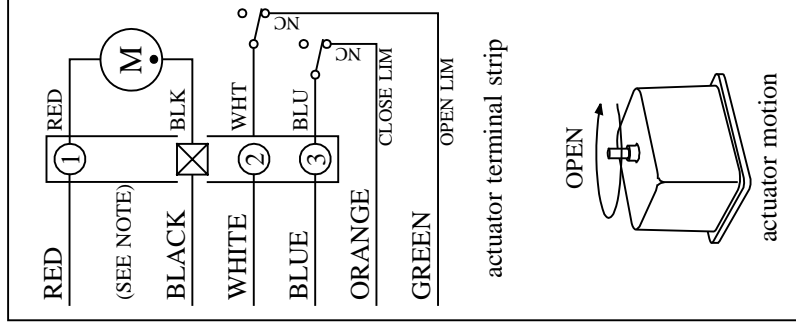 RED 1 RED
M
(SEE NOTE)
BLACK BLK
WHITE 2 WHT
NC
BLUE 3 BLU
NC
ORANGE CLOSE LIM
GREEN OPEN LIM
actuator terminal strip
OPEN
actuator motion